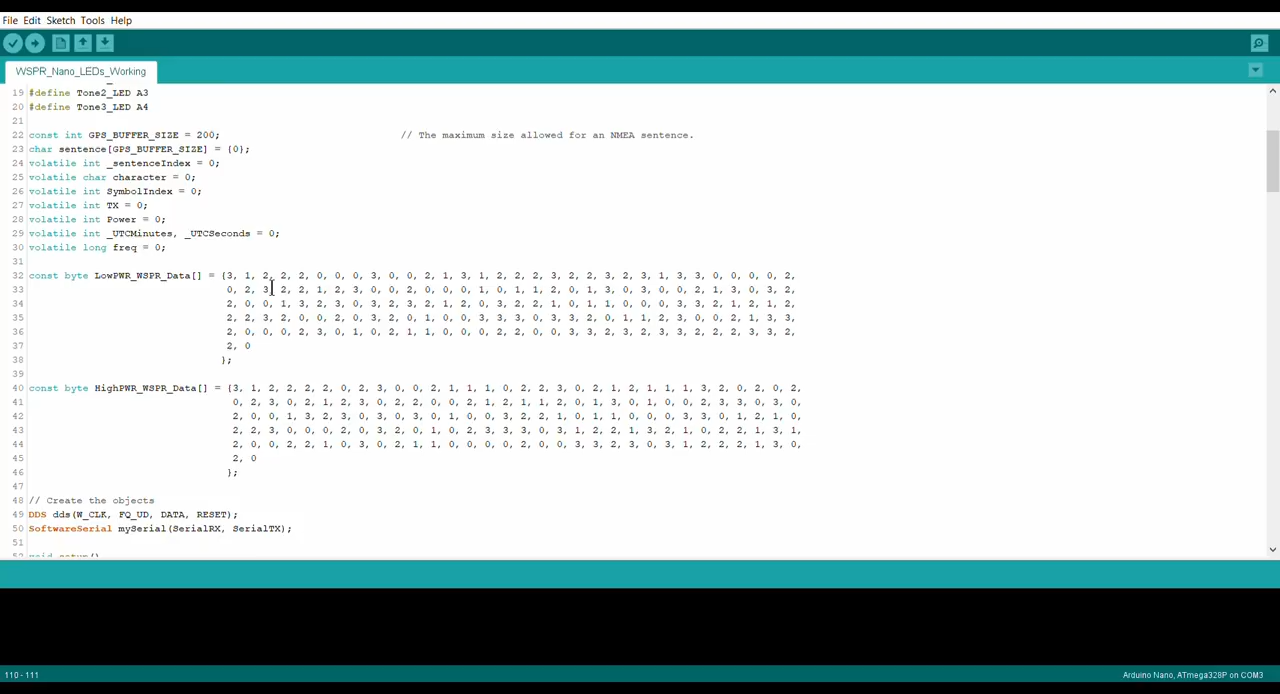 File Edit Sketch Tools Help
WSPR_Nano_LEDs_Working
19 #define Tone2_LED A3
20 #define Tone3_LED A4
21
22 const int GPS_BUFFER_SIZE = 200; // The maximum size allowed for an NMEA sentence.
23 char sentence[GPS_BUFFER_SIZE] = {0};
24 volatile int _sentenceIndex = 0;
25 volatile char character = 0;
26 volatile int SymbolIndex = 0;
27 volatile int TX = 0;
28 volatile int Power = 0;
29 volatile int _UTCMinutes, _UTCSeconds = 0;
30 volatile long freq = 0;
31
32 const byte LowPWR_WSPR_Data[] = {3, 1, 2, 2, 2, 0, 0, 0, 3, 0, 0, 2, 1, 3, 1, 2, 2, 2, 3, 2, 2, 3, 2, 3, 1, 3, 3, 0, 0, 0, 0, 2,
33 0, 2, 3, 2, 2, 1, 2, 3, 0, 0, 2, 0, 0, 0, 1, 0, 1, 1, 2, 0, 1, 3, 0, 3, 0, 0, 2, 1, 3, 0, 3, 2,
34 2, 0, 0, 1, 3, 2, 3, 0, 3, 2, 3, 2, 1, 2, 0, 3, 2, 2, 1, 0, 1, 1, 0, 0, 0, 3, 3, 2, 1, 2, 1, 2,
35 2, 2, 3, 2, 0, 0, 2, 0, 3, 2, 0, 1, 0, 0, 3, 3, 3, 3, 3, 3, 2, 0, 1, 1, 2, 3, 0, 0, 2, 1, 3, 3,
36 2, 0, 0, 0, 2, 3, 0, 1, 0, 2, 1, 1, 0, 0, 0, 2, 2, 0, 0, 3, 3, 2, 3, 2, 3, 3, 2, 2, 2, 3, 3, 2,
37 2, 0
38 };
39
40 const byte HighPWR_WSPR_Data[] = {3, 1, 2, 2, 2, 2, 0, 2, 3, 0, 0, 2, 1, 1, 1, 0, 2, 2, 3, 0, 2, 1, 2, 1, 1, 1, 3, 2, 0, 2, 0, 2,
41 0, 2, 3, 0, 2, 1, 2, 3, 0, 2, 2, 0, 0, 2, 1, 2, 1, 1, 2, 0, 1, 3, 0, 1, 0, 0, 2, 3, 3, 0, 3, 0,
42 2, 0, 0, 1, 3, 2, 3, 0, 3, 0, 3, 0, 1, 0, 0, 3, 2, 2, 1, 0, 1, 1, 0, 0, 0, 3, 3, 0, 1, 2, 1, 0,
43 2, 2, 3, 0, 0, 0, 2, 0, 3, 2, 0, 1, 0, 2, 3, 3, 3, 0, 3, 1, 2, 2, 1, 3, 2, 1, 0, 2, 2, 1, 3, 1,
44 2, 0, 0, 2, 2, 1, 0, 3, 0, 2, 1, 1, 0, 0, 0, 0, 2, 0, 0, 3, 3, 2, 3, 0, 3, 1, 2, 2, 2, 1, 3, 0,
45 2, 0
46 };
47
48 // Create the objects
49 DDS dds(W_CLK, FQ_UD, DATA, RESET);
50 SoftwareSerial mySerial(SerialRX, SerialTX);
51
52 void setup()
110 - 111
Arduino Nano, ATmega328P on COM3